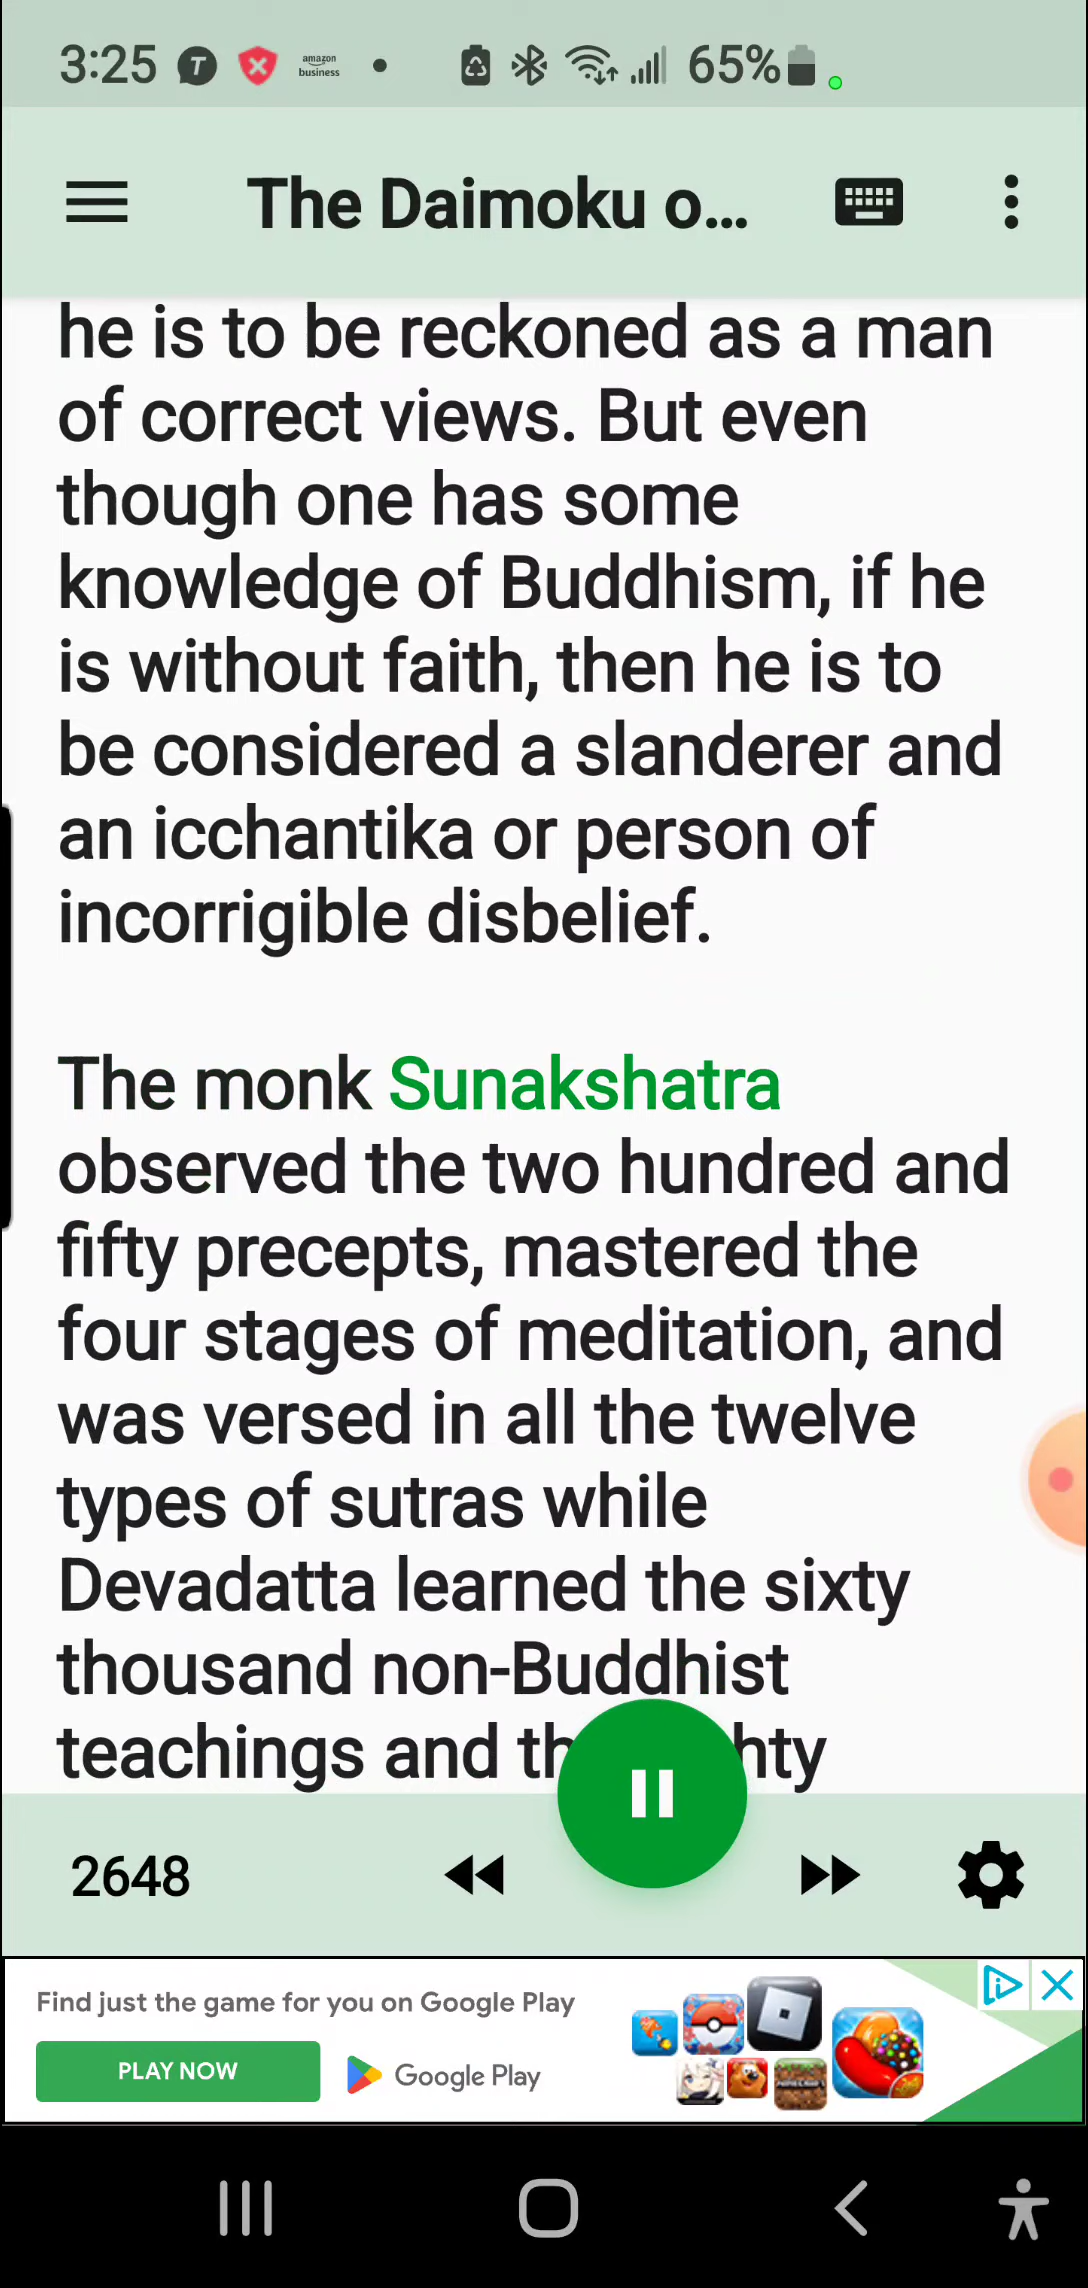 3:25
T
amazon
business
65%
The Daimoku o...
he is to be reckoned as a man
of correct views. But even
though one has some
knowledge of Buddhism, if he
is without faith, then he is to
be considered a slanderer and
an icchantika or person of
incorrigible disbelief.
The monk Sunakshatra
observed the two hundred and
fifty precepts, mastered the
four stages of meditation, and
was versed in all the twelve
types of sutras while
Devadatta learned the sixty
thousand non-Buddhist
teachings and th hty
2648
Find just the game for you on Google Play
PLAY NOW
Google Play